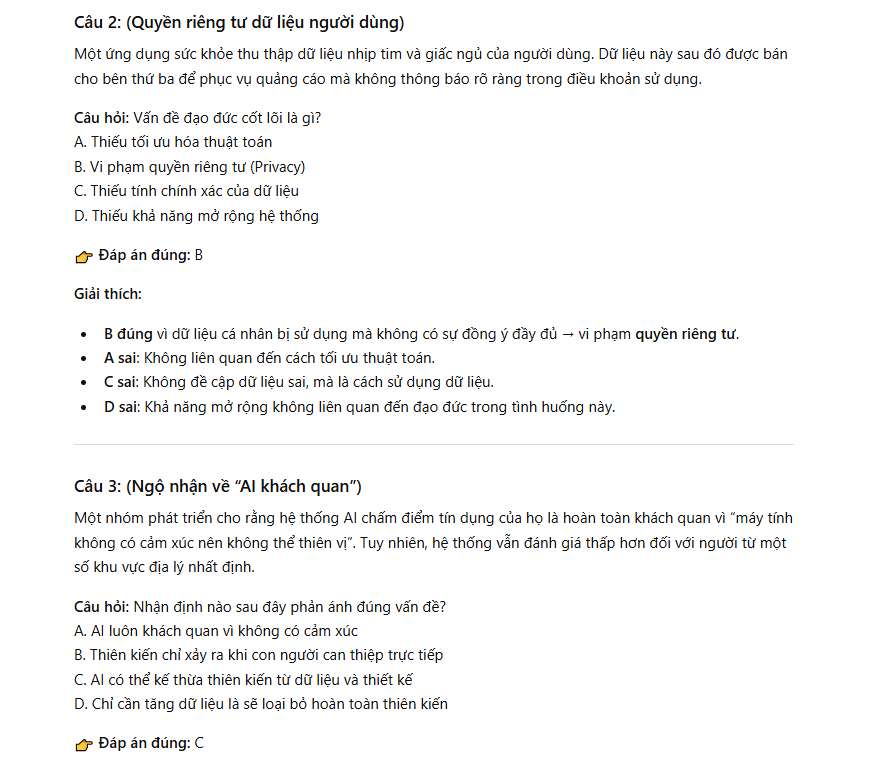 Câu 2: (Quyền riêng tư dữ liệu người dùng)
Một ứng dụng sức khỏe thu thập dữ liệu nhịp tim và giấc ngủ của người dùng. Dữ liệu này sau đó được bán
cho bên thứ ba để phục vụ quảng cáo mà không thông báo rõ ràng trong điều khoản sử dụng.
Câu hỏi: Vấn đề đạo đức cốt lõi là gì?
A. Thiếu tối ưu hóa thuật toán
B. Vi phạm quyền riêng tư (Privacy)
C. Thiếu tính chính xác của dữ liệu
D. Thiếu khả năng mở rộng hệ thống
👉 Đáp án đúng: B
Giải thích:
• B đúng vì dữ liệu cá nhân bị sử dụng mà không có sự đồng ý đầy đủ → vi phạm quyền riêng tư.
• A sai: Không liên quan đến cách tối ưu thuật toán.
• C sai: Không đề cập dữ liệu sai, mà là cách sử dụng dữ liệu.
• D sai: Khả năng mở rộng không liên quan đến đạo đức trong tình huống này.
Câu 3: (Ngộ nhận về “AI khách quan”)
Một nhóm phát triển cho rằng hệ thống AI chấm điểm tín dụng của họ là hoàn toàn khách quan vì “máy tính
không có cảm xúc nên không thể thiên vị”. Tuy nhiên, hệ thống vẫn đánh giá thấp hơn đối với người từ một
số khu vực địa lý nhất định.
Câu hỏi: Nhận định nào sau đây phản ánh đúng vấn đề?
A. AI luôn khách quan vì không có cảm xúc
B. Thiên kiến chỉ xảy ra khi con người can thiệp trực tiếp
C. AI có thể kế thừa thiên kiến từ dữ liệu và thiết kế
D. Chỉ cần tăng dữ liệu là sẽ loại bỏ hoàn toàn thiên kiến
👉 Đáp án đúng: C